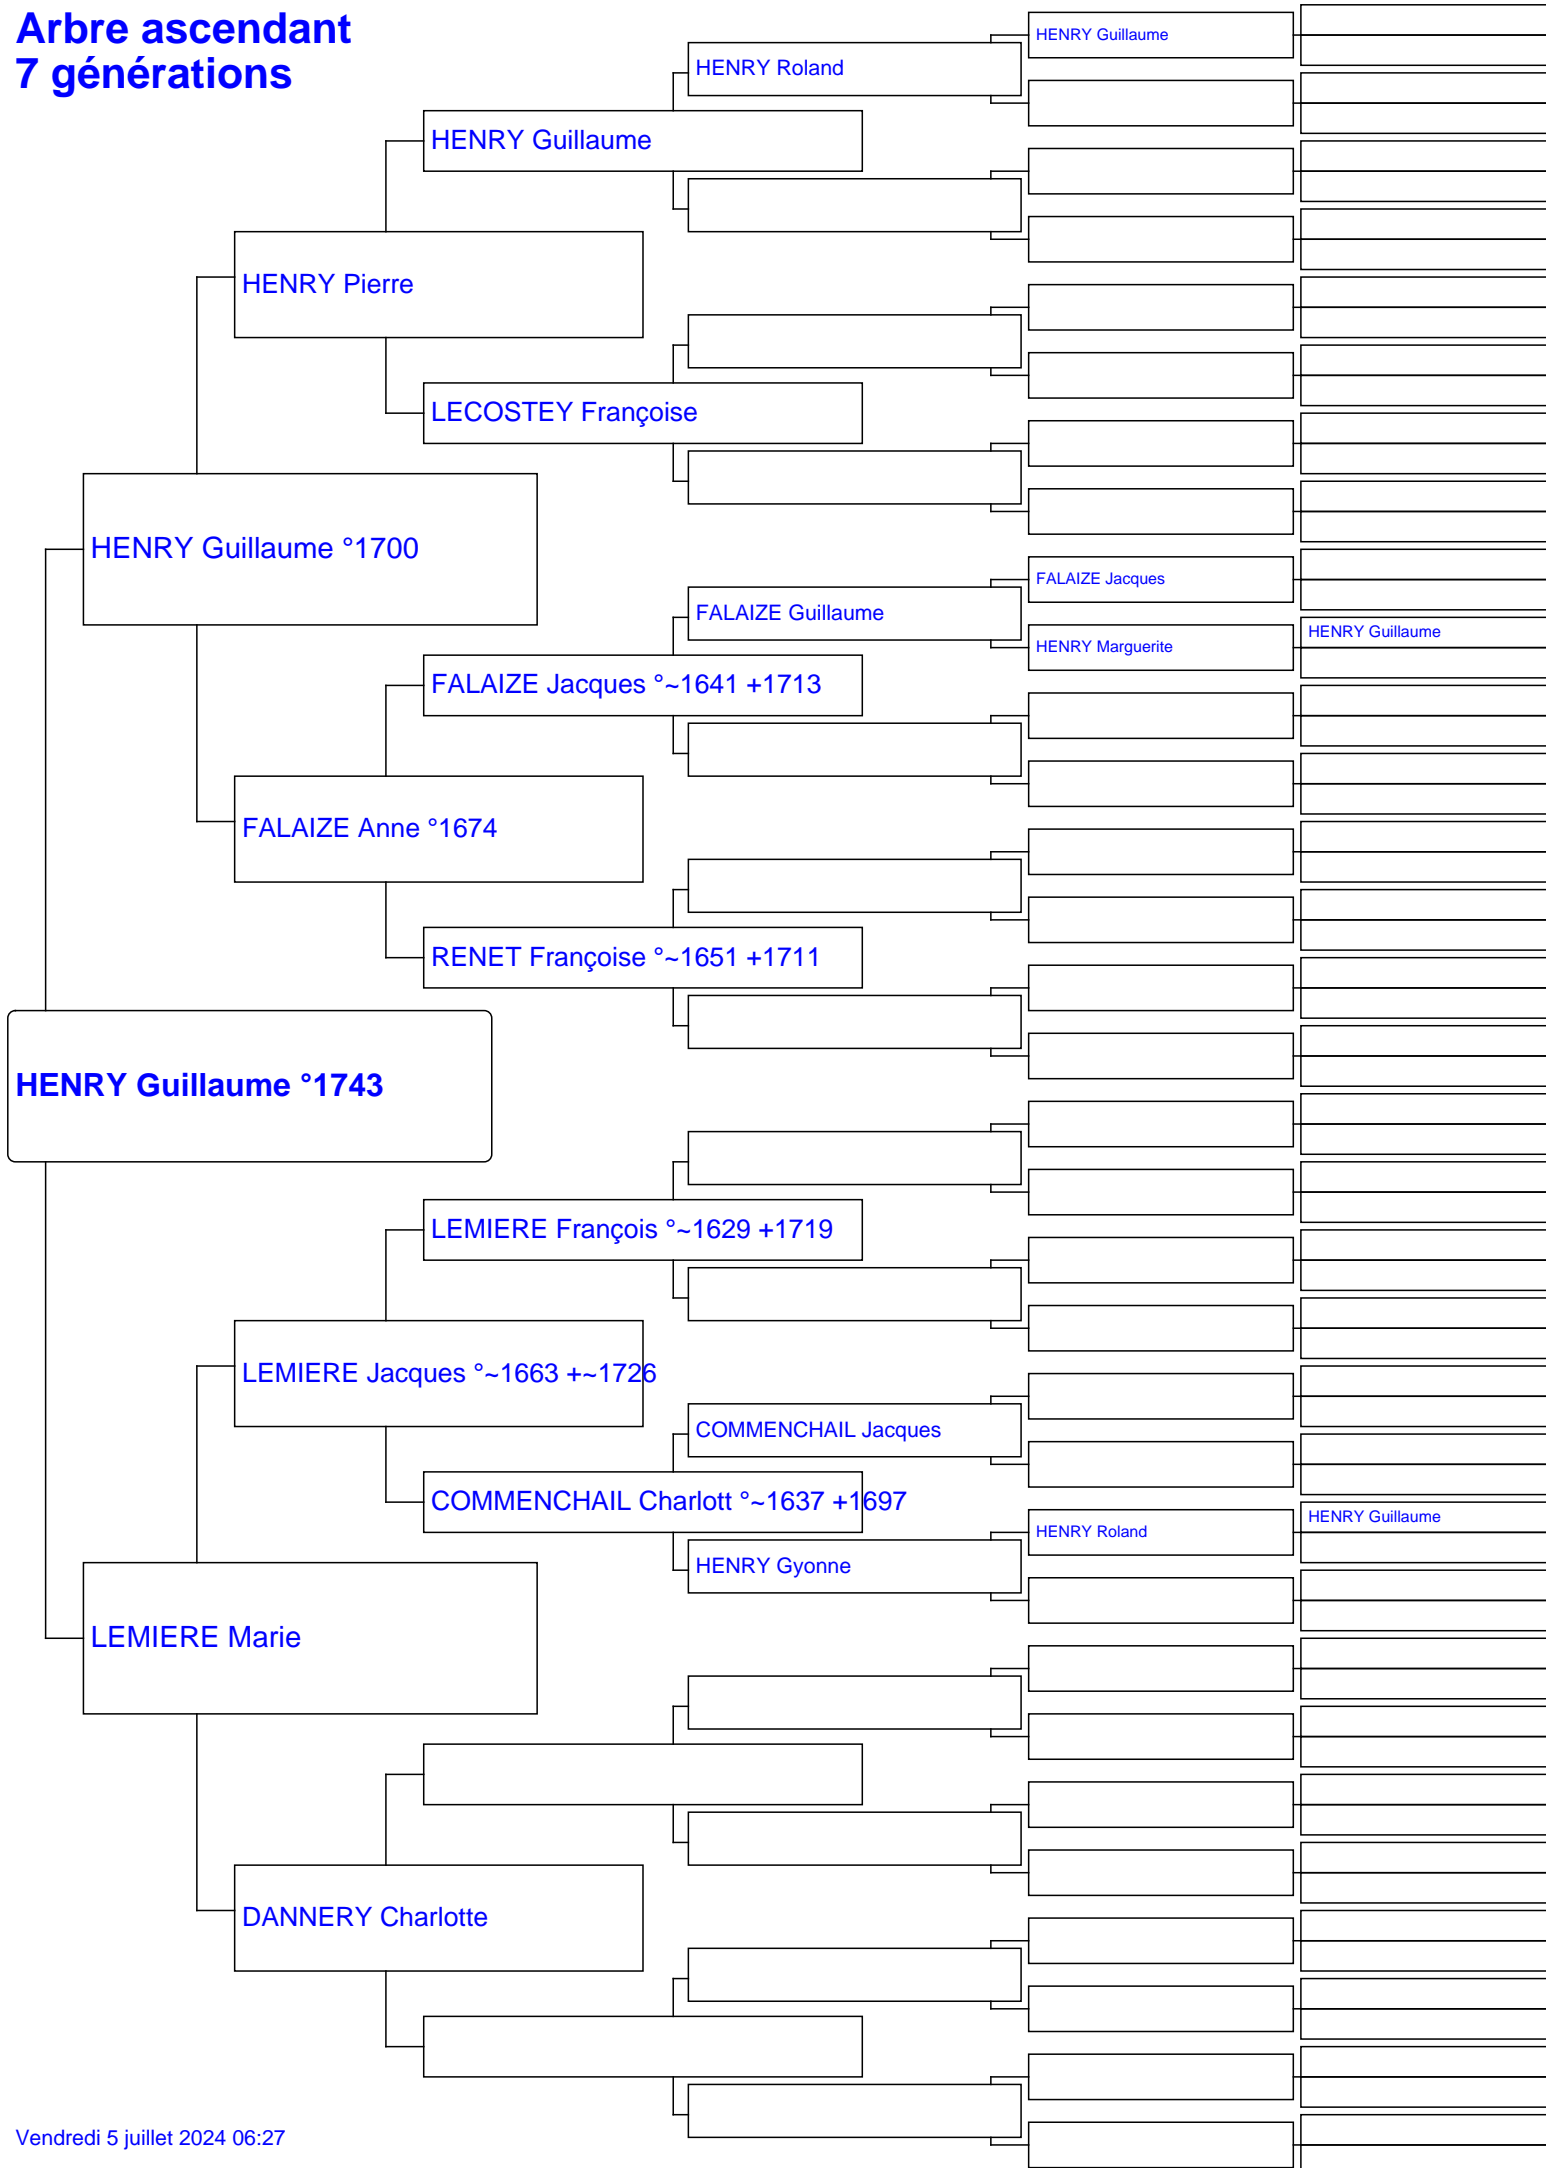 Arbre ascendant
7 générations
HENRY Guillaume
HENRY Roland
HENRY Guillaume
HENRY Pierre
LECOSTEY Françoise
HENRY Guillaume °1700
FALAIZE Jacques
FALAIZE Guillaume
HENRY Guillaume
HENRY Marguerite
FALAIZE Jacques °~1641 +1713
FALAIZE Anne °1674
RENET Françoise °~1651 +1711
HENRY Guillaume °1743
LEMIERE François °~1629 +1719
LEMIERE Jacques °~1663 +~1726
COMMENCHAIL Jacques
COMMENCHAIL Charlott °~1637 +1697
HENRY Guillaume
HENRY Roland
HENRY Gyonne
LEMIERE Marie
DANNERY Charlotte
Vendredi 5 juillet 2024 06:27